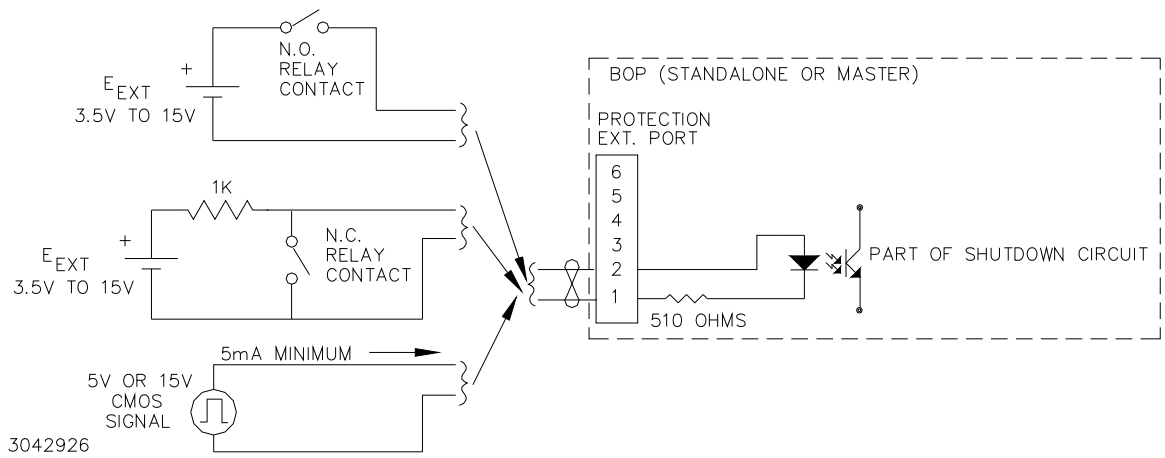 N.O.
RELAY
CONTACT
+
E EXT
3.5V TO 15V
1K
N.C.
RELAY
CONTACT
+
E EXT
3.5V TO 15V
5mA MINIMUM
5V OR 15V
CMOS
SIGNAL
3042926
BOP (STANDALONE OR MASTER)
PROTECTION
EXT. PORT
6
5
4
3
2
1
510 OHMS
PART OF SHUTDOWN CIRCUIT